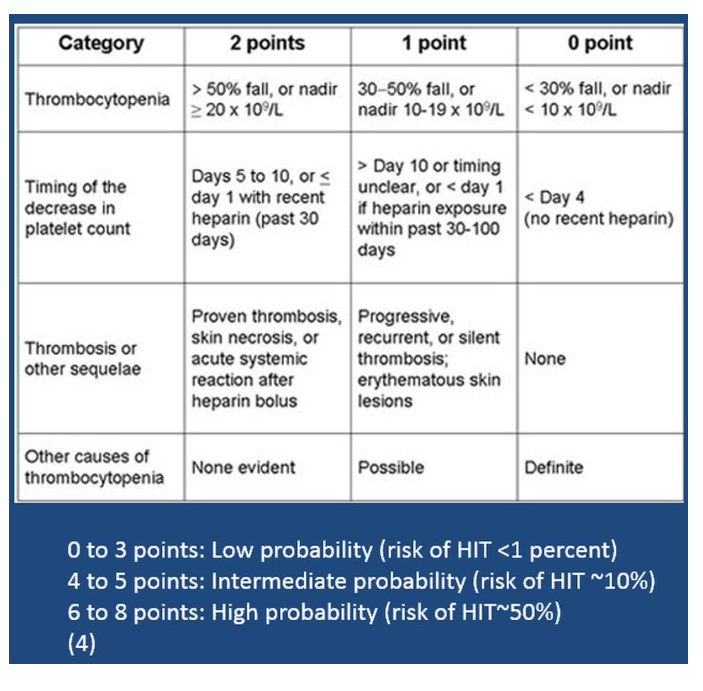 Category 2 points 1 point 0 point
Thrombocytopenia
> 50% fall, or nadir
≥ 20 x 10⁹/L
30–50% fall, or
nadir 10-19 x 10⁹/L
< 30% fall, or nadir
< 10 x 10⁹/L
Timing of the
decrease in
platelet count
Days 5 to 10, or ≤
day 1 with recent
heparin (past 30
days)
> Day 10 or timing
unclear, or < day 1
if heparin exposure
within past 30-100
days
< Day 4
(no recent heparin)
Thrombosis or
other sequelae
Proven thrombosis,
skin necrosis, or
acute systemic
reaction after
heparin bolus
Progressive,
recurrent, or silent
thrombosis;
erythematous skin
lesions
None
Other causes of
thrombocytopenia
None evident
Possible
Definite
0 to 3 points: Low probability (risk of HIT <1 percent)
4 to 5 points: Intermediate probability (risk of HIT ~10%)
6 to 8 points: High probability (risk of HIT~50%)
(4)